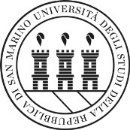 UNIVERSITÀ DEGLI STUDI DELLA REPUBBLICA DI SAN MARINO